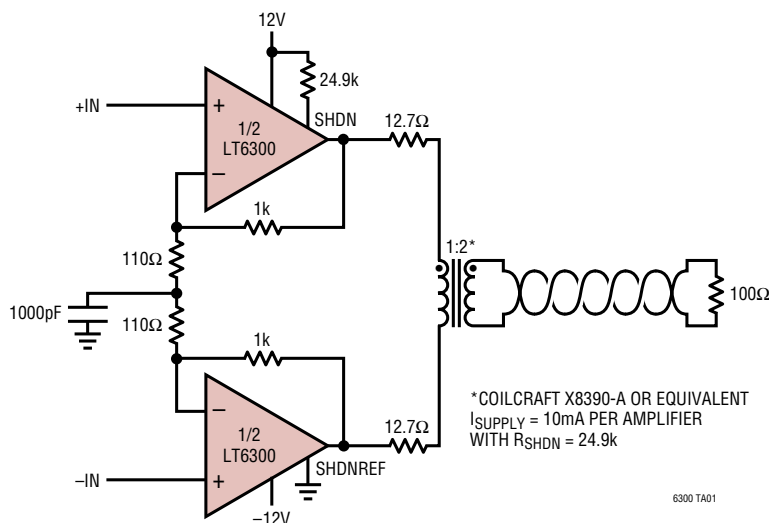 12V
24.9k
+IN
+
SHDN
12.7Ω
1/2
LT6300
–
1k
1:2*
110Ω
1000pF
110Ω
100Ω
1k
–
12.7Ω
1/2
LT6300
SHDNREF
–IN
+
–12V
*COILCRAFT X8390-A OR EQUIVALENT
ISUPPLY = 10mA PER AMPLIFIER
WITH RSHDN = 24.9k
6300 TA01